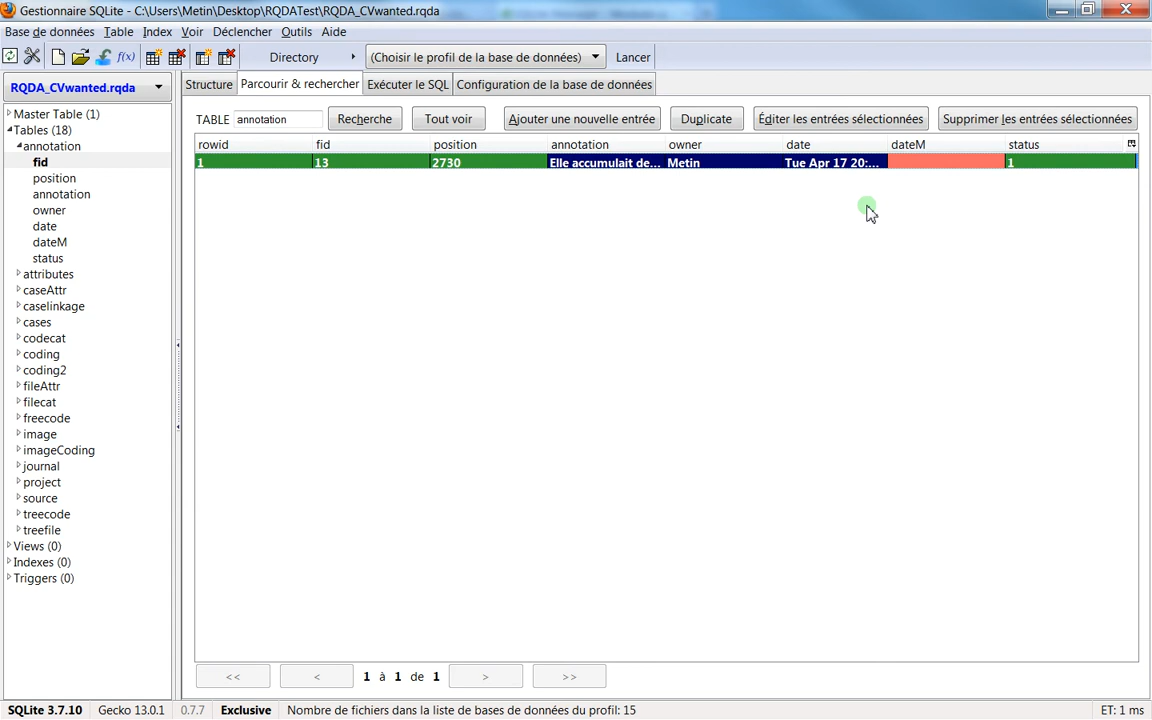 Gestionnaire SQLite - C:\Users\Metin\Desktop\RQDATest\RQDA_CVwanted.rqda
Base de données Table Index Voir Déclencher Outils Aide
f(x) Directory (Choisir le profil de la base de données) Lancer
RQDA_CVwanted.rqda
Structure Parcourir & rechercher Exécuter le SQL Configuration de la base de données
TABLE annotation Recherche Tout voir Ajouter une nouvelle entrée Duplicate Éditer les entrées sélectionnées Supprimer les entrées sélectionnées
rowid fid position annotation owner date dateM status
1 13 2730 Elle accumulait de... Metin Tue Apr 17 20:... 1
Master Table (1)
Tables (18)
annotation
fid
position
annotation
owner
date
dateM
status
attributes
caseAttr
caselinkage
cases
codecat
coding
coding2
fileAttr
filecat
freecode
image
imageCoding
journal
project
source
treecode
treefile
Views (0)
Indexes (0)
Triggers (0)
<< < 1 à 1 de 1 > >>
SQLite 3.7.10 Gecko 13.0.1 0.7.7 Exclusive Nombre de fichiers dans la liste de bases de données du profil: 15 ET: 1 ms